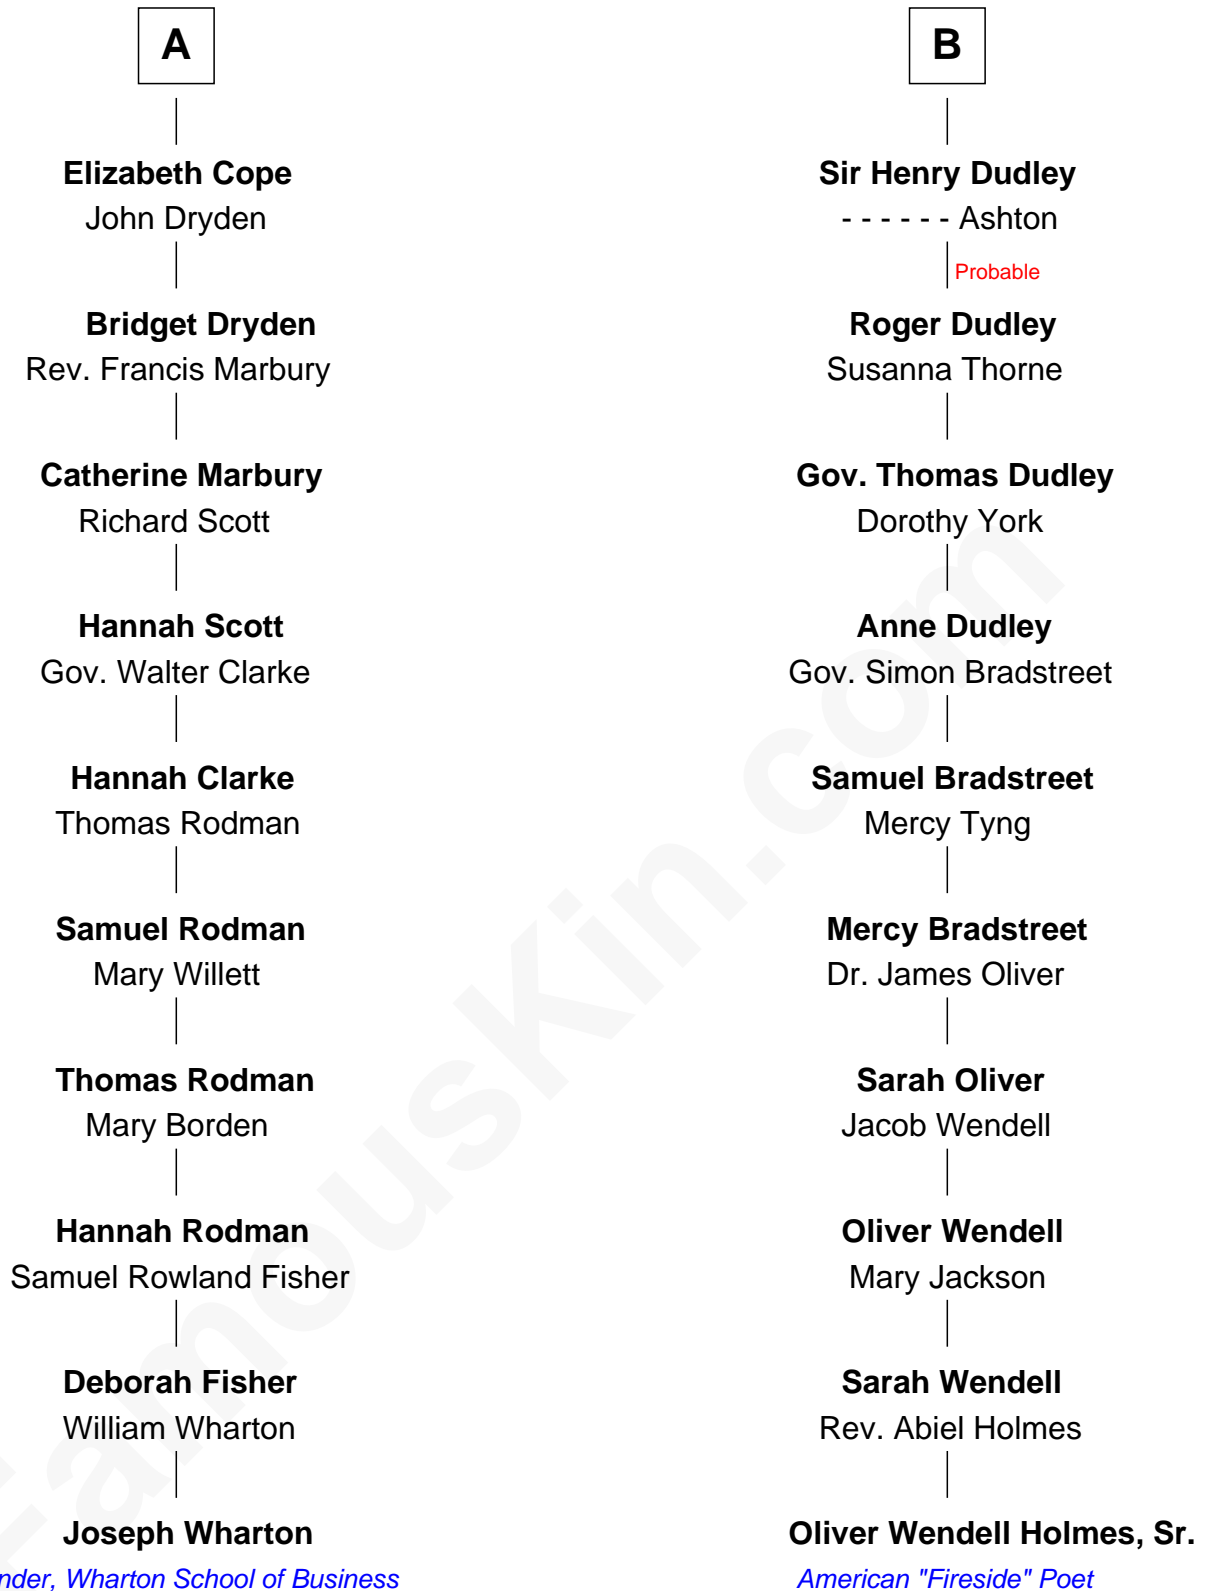 A
Elizabeth Cope
John Dryden
Bridget Dryden
Rev. Francis Marbury
Catherine Marbury
Richard Scott
Hannah Scott
Gov. Walter Clarke
Hannah Clarke
Thomas Rodman
Samuel Rodman
Mary Willett
Thomas Rodman
Mary Borden
Hannah Rodman
Samuel Rowland Fisher
Deborah Fisher
William Wharton
Joseph Wharton
nder, Wharton School of Business
B
Sir Henry Dudley
- - - - - - Ashton
Probable
Roger Dudley
Susanna Thorne
Gov. Thomas Dudley
Dorothy York
Anne Dudley
Gov. Simon Bradstreet
Samuel Bradstreet
Mercy Tyng
Mercy Bradstreet
Dr. James Oliver
Sarah Oliver
Jacob Wendell
Oliver Wendell
Mary Jackson
Sarah Wendell
Rev. Abiel Holmes
Oliver Wendell Holmes, Sr.
American "Fireside" Poet
FamousKin.com